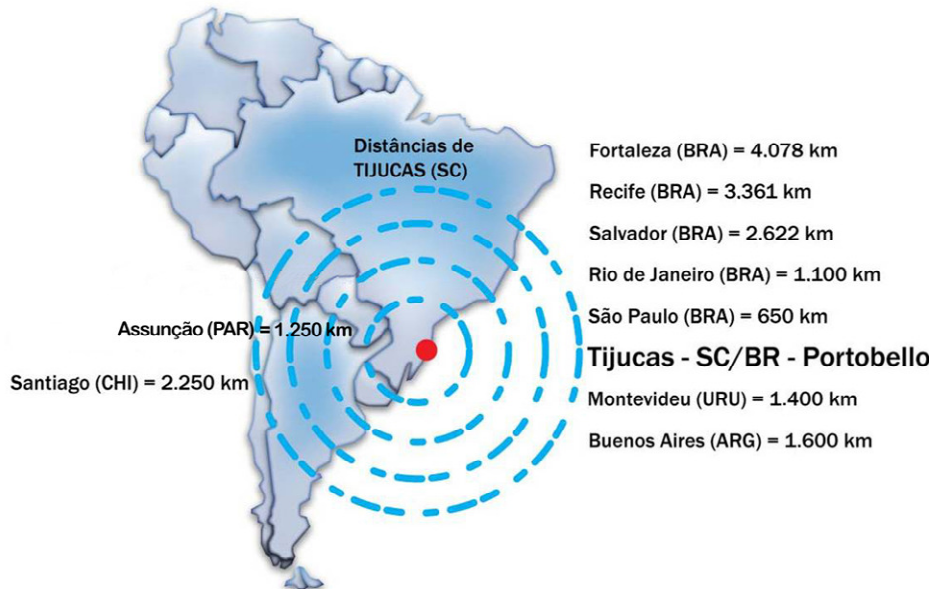 Distâncias de
TIJUCAS (SC)
Fortaleza (BRA) = 4.078 km
Recife (BRA) = 3.361 km
Salvador (BRA) = 2.622 km
Rio de Janeiro (BRA) = 1.100 km
São Paulo (BRA) = 650 km
Assunção (PAR) = 1.250 km
Tijucas - SC/BR - Portobello
Santiago (CHI) = 2.250 km
Montevideu (URU) = 1.400 km
Buenos Aires (ARG) = 1.600 km